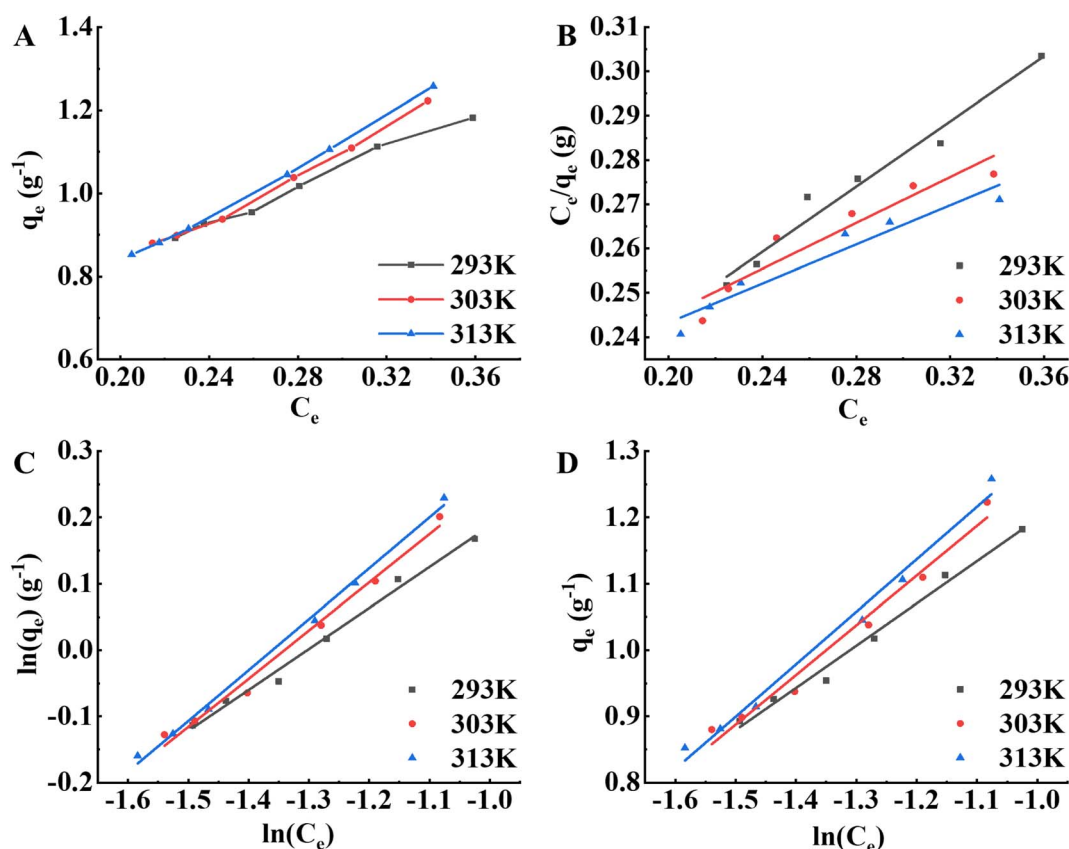 A
1.4
1.2
1.0
0.8
0.6
qₑ (g⁻¹)
293K
303K
313K
0.20 0.24 0.28 0.32 0.36
Cₑ
B
0.30
0.29
0.28
0.27
0.26
0.25
0.24
Cₑ/qₑ (g)
293K
303K
313K
0.20 0.24 0.28 0.32 0.36
Cₑ
C
0.3
0.2
0.1
0.0
-0.1
-0.2
ln(qₑ) (g⁻¹)
293K
303K
313K
-1.6 -1.5 -1.4 -1.3 -1.2 -1.1 -1.0
ln(Cₑ)
D
1.3
1.2
1.1
1.0
0.9
0.8
qₑ (g⁻¹)
293K
303K
313K
-1.6 -1.5 -1.4 -1.3 -1.2 -1.1 -1.0
ln(Cₑ)